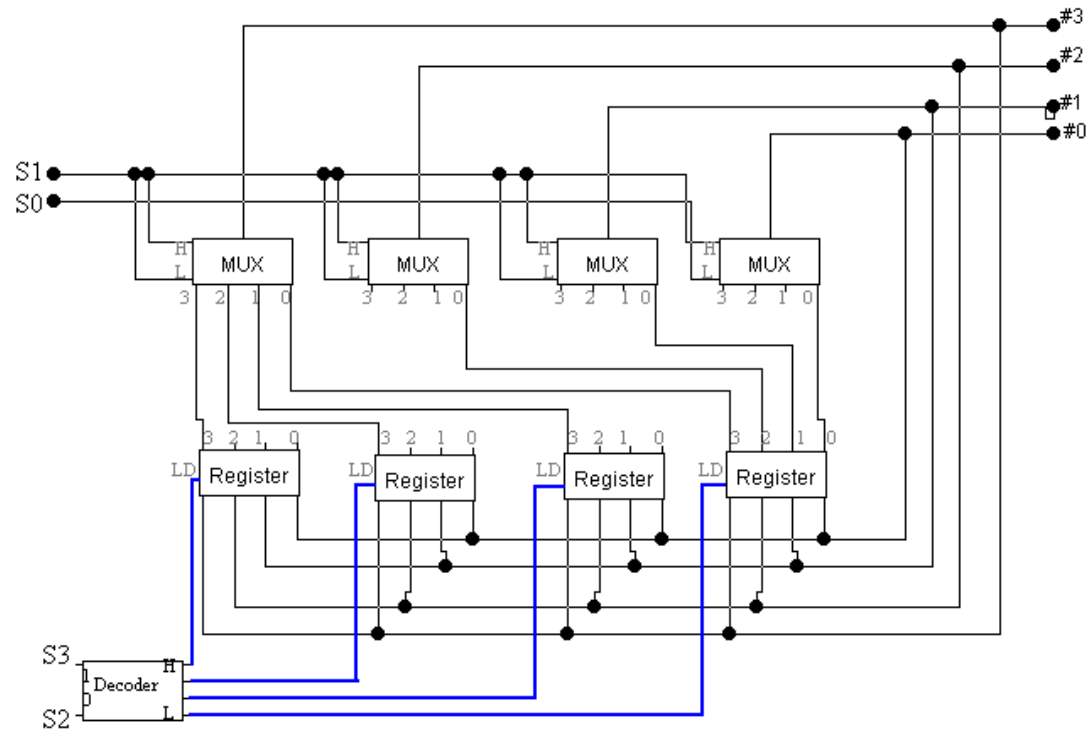 #3
#2
#1
#0
S1
S0
H H H H
L L L L
MUX MUX MUX MUX
3 2 1 0 3 2 1 0 3 2 1 0 3 2 1 0
3 2 1 0 3 2 1 0 3 2 1 0 3 2 1 0
LD Register LD Register LD Register LD Register
S3
H
1
Decoder
0
L
S2